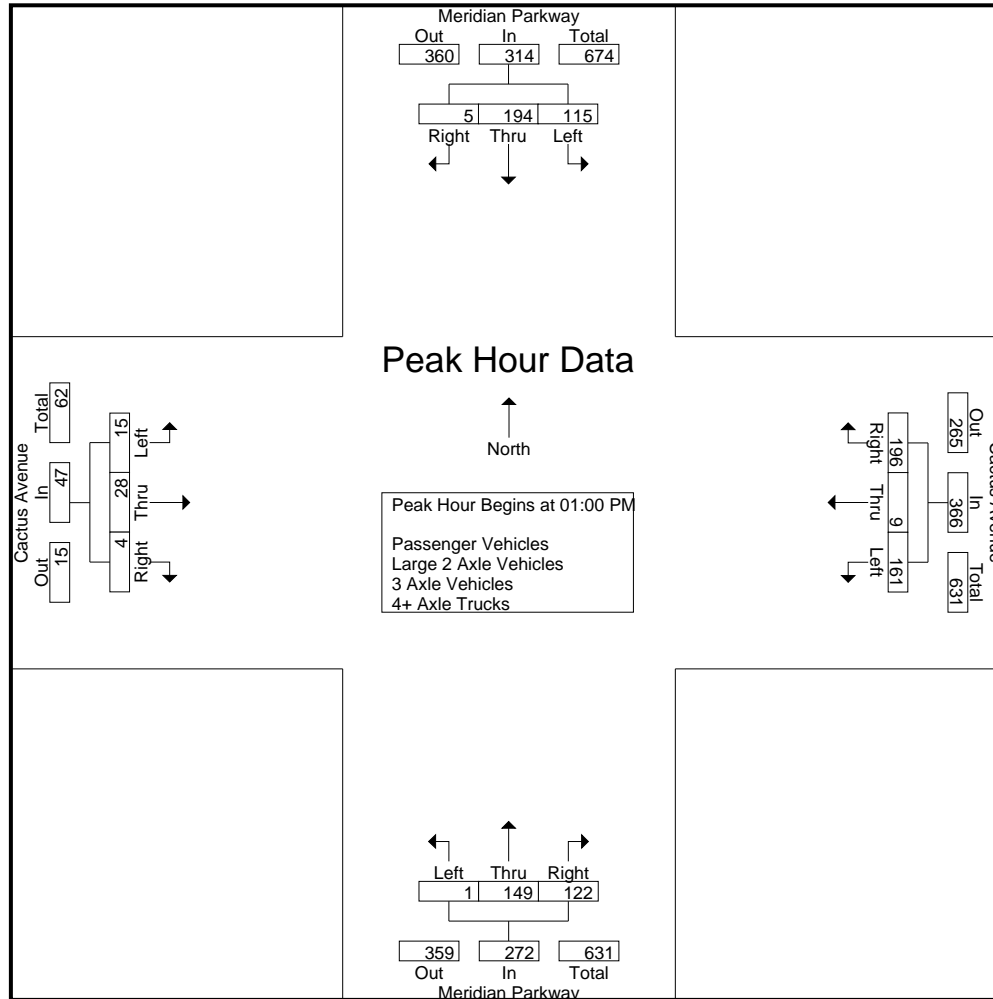 Meridian Parkway
Out In Total
360 314 674
5 194 115
Right Thru Left
Peak Hour Data
North
Peak Hour Begins at 01:00 PM
Passenger Vehicles
Large 2 Axle Vehicles
3 Axle Vehicles
4+ Axle Trucks
Cactus Avenue
Out In Total
15 47 62
4 28 15
Right Thru Left
Out In Total
265 366 631
196 9 161
Right Thru Left
Left Thru Right
1 149 122
359 272 631
Out In Total
Meridian Parkway